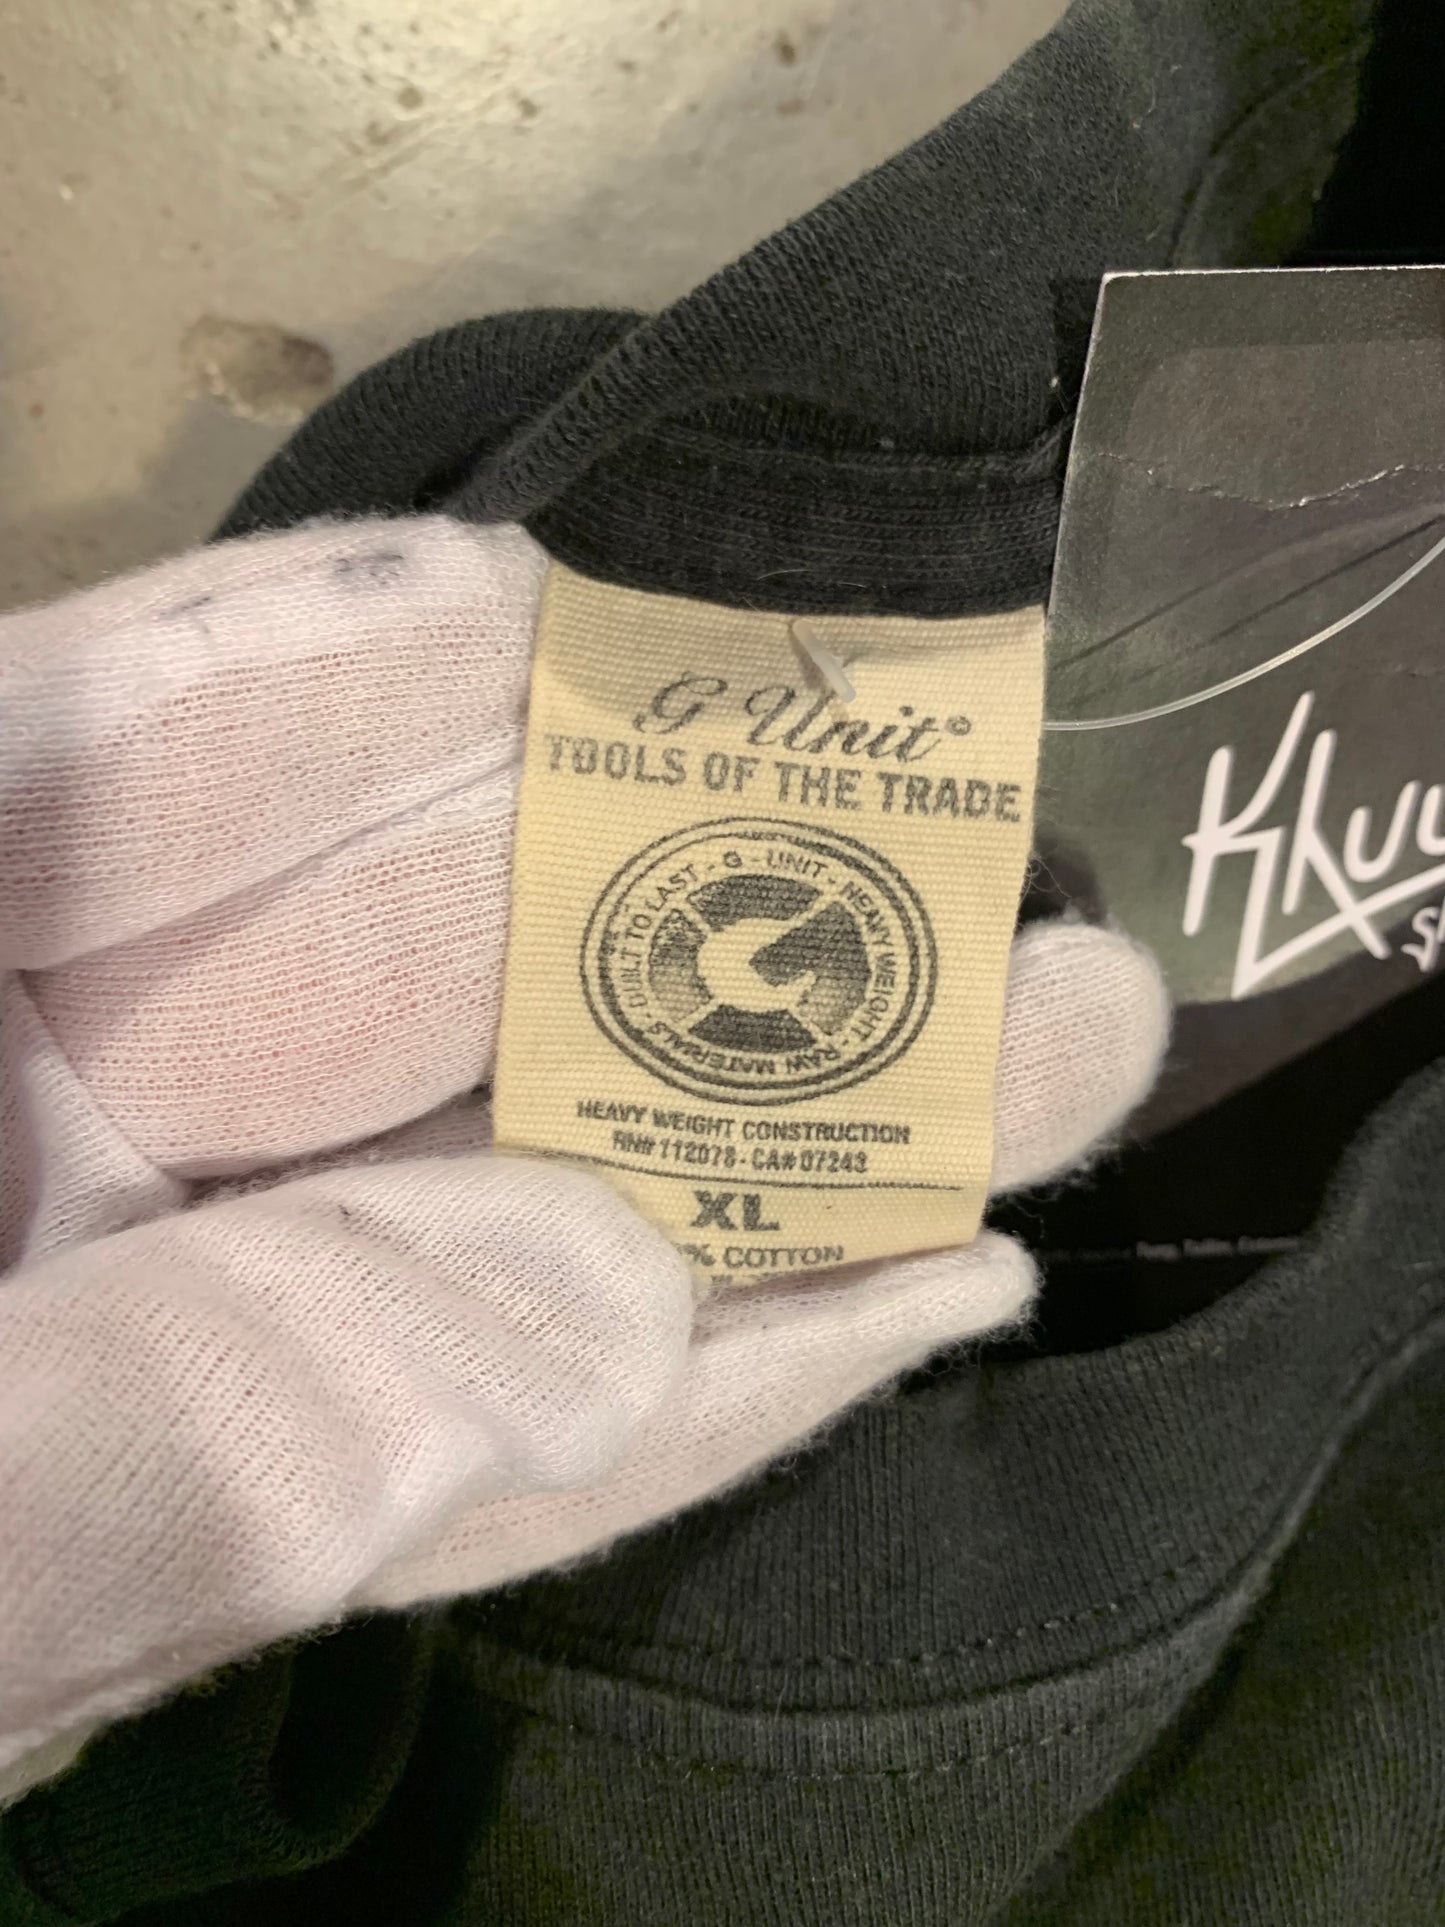 G Unit©
TOOLS OF THE TRADE
BUILT TO LAST - G - UNIT - HEAVY WEIGHT - RAW MATERIALS -
G
HEAVY WEIGHT CONSTRUCTION
RN# 112078 - CA# 07243
XL
% COTTON